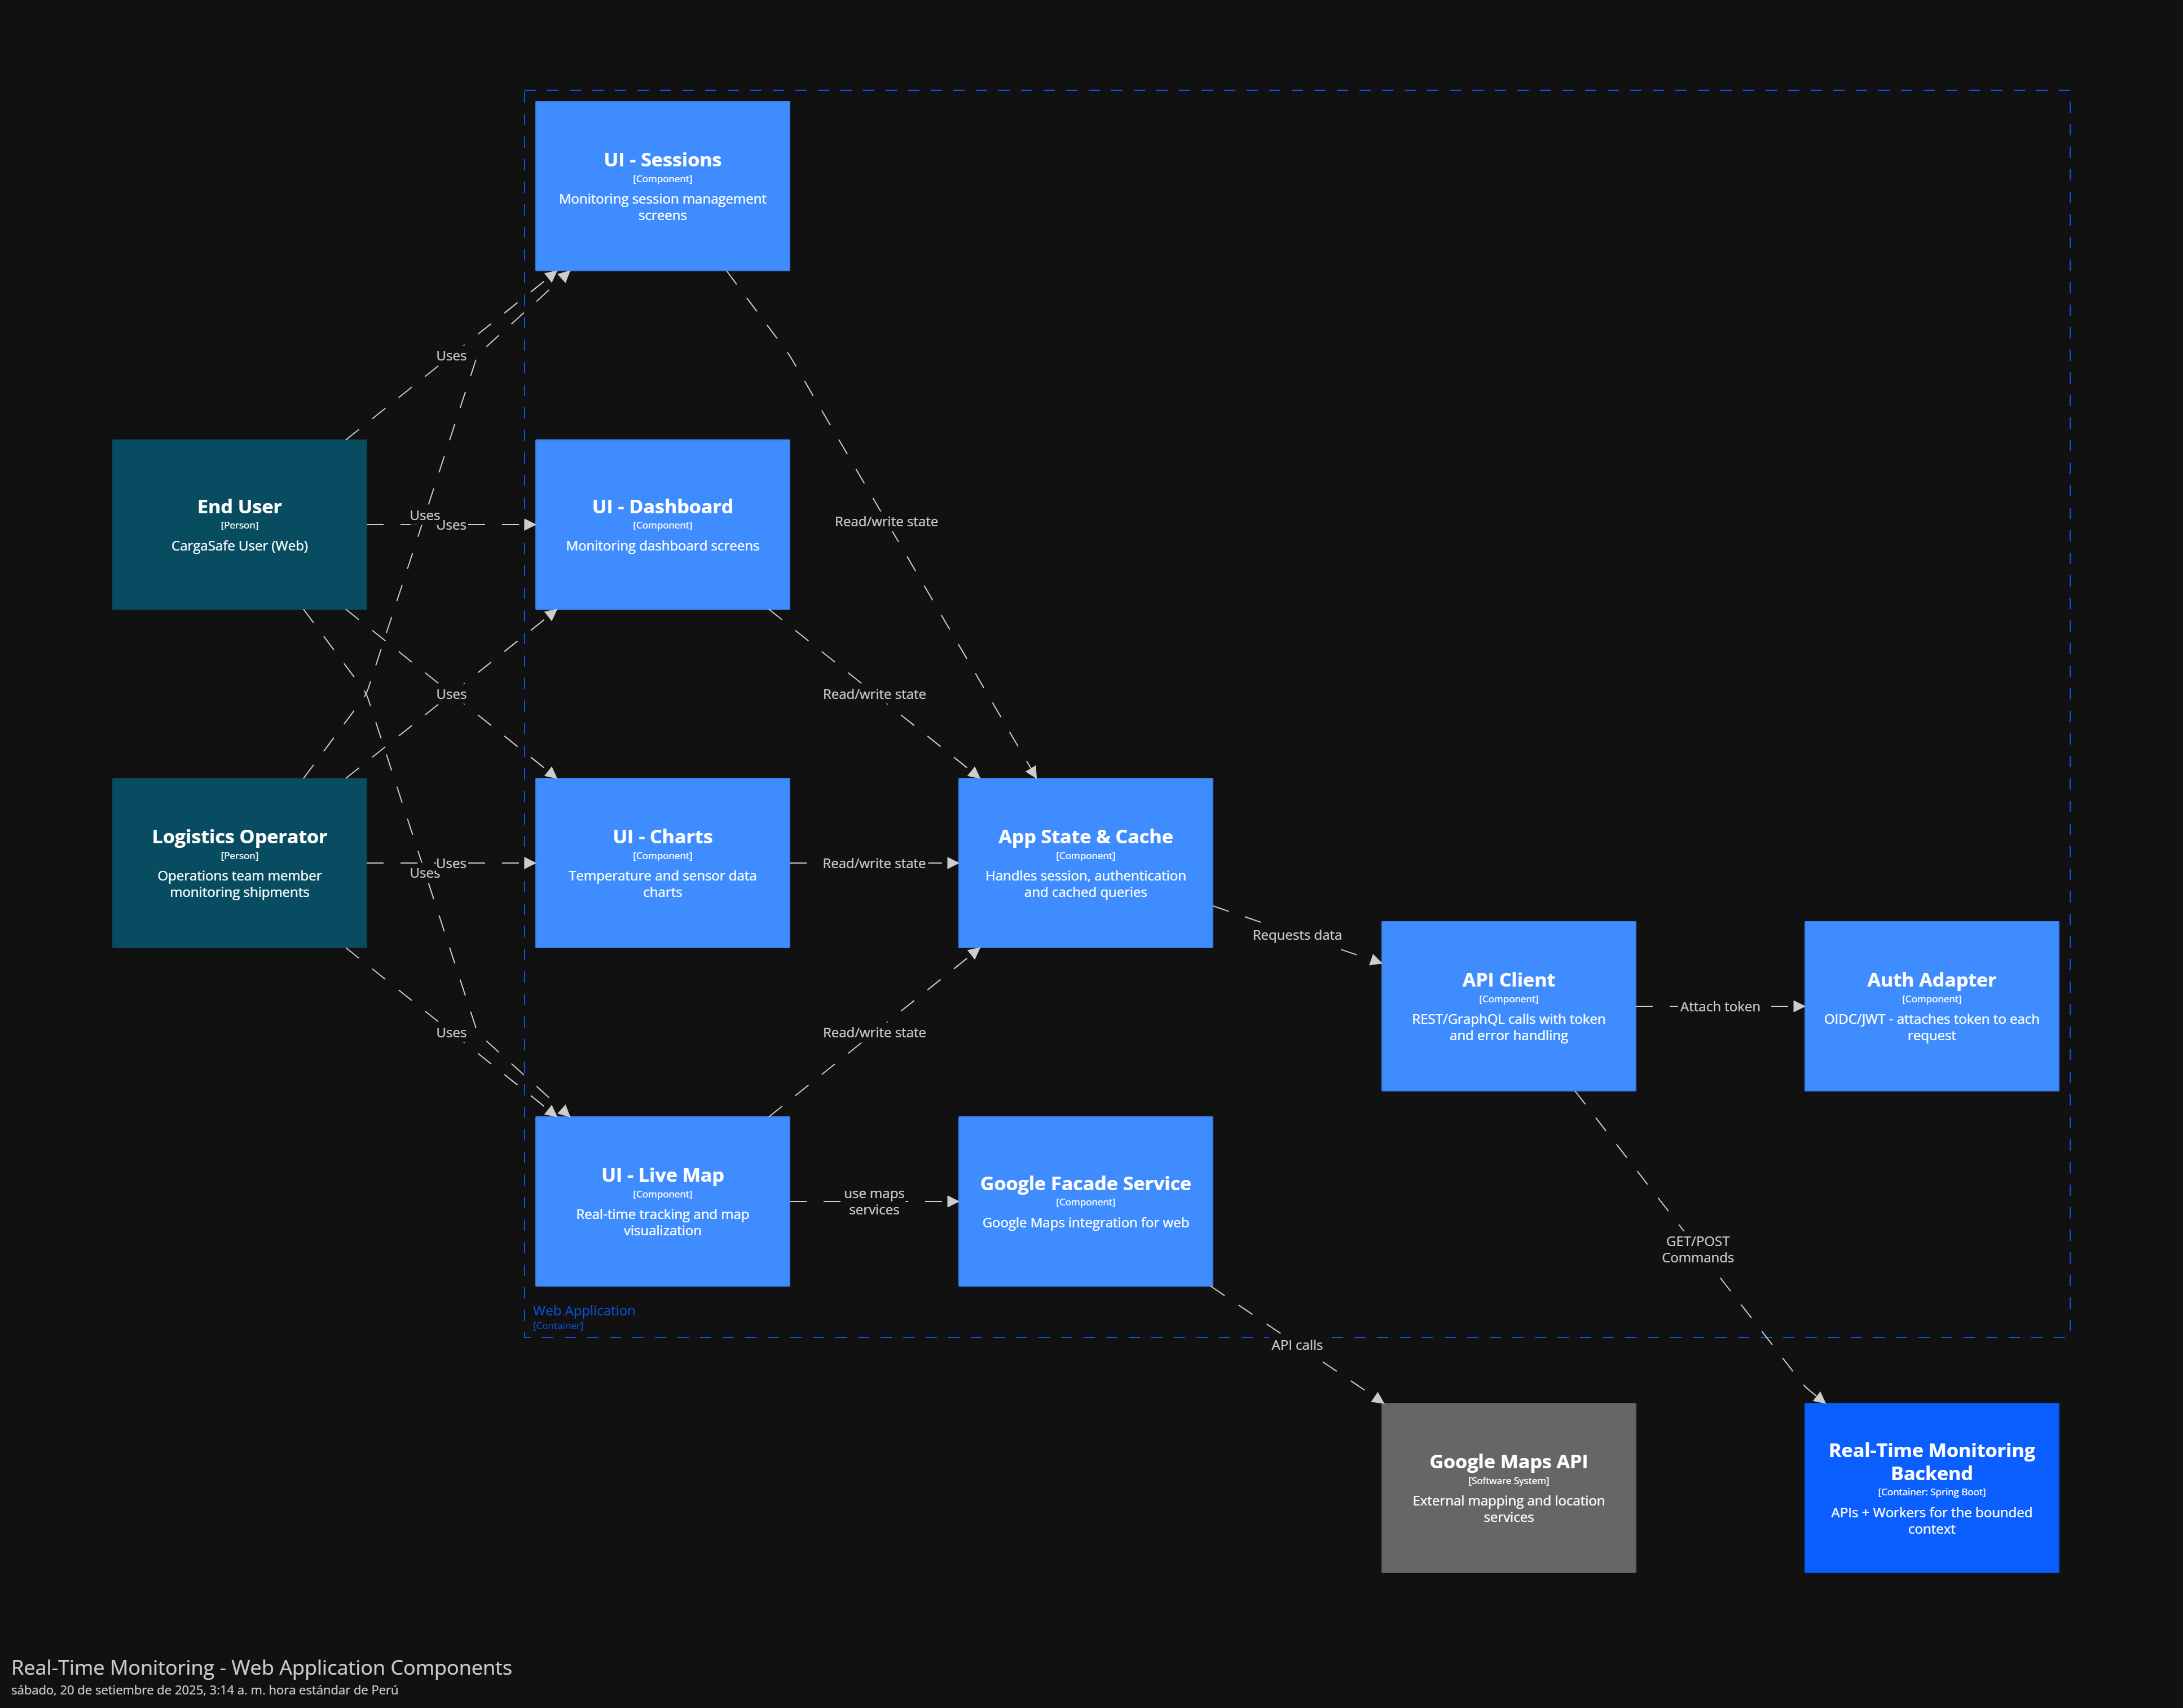 UI - Sessions
[Component]
Monitoring session management
screens
Uses
End User
[Person]
CargaSafe User (Web)
Uses
Uses
UI - Dashboard
[Component]
Monitoring dashboard screens
Read/write state
Uses
Read/write state
Logistics Operator
[Person]
Operations team member
monitoring shipments
Uses
Uses
UI - Charts
[Component]
Temperature and sensor data
charts
Read/write state
App State & Cache
[Component]
Handles session, authentication
and cached queries
Requests data
API Client
[Component]
REST/GraphQL calls with token
and error handling
Attach token
Auth Adapter
[Component]
OIDC/JWT - attaches token to each
request
Uses
Read/write state
UI - Live Map
[Component]
Real-time tracking and map
visualization
use maps
services
Google Facade Service
[Component]
Google Maps integration for web
GET/POST
Commands
Web Application
[Container]
API calls
Google Maps API
[Software System]
External mapping and location
services
Real-Time Monitoring
Backend
[Container: Spring Boot]
APIs + Workers for the bounded
context
Real-Time Monitoring - Web Application Components
sábado, 20 de setiembre de 2025, 3:14 a. m. hora estándar de Perú